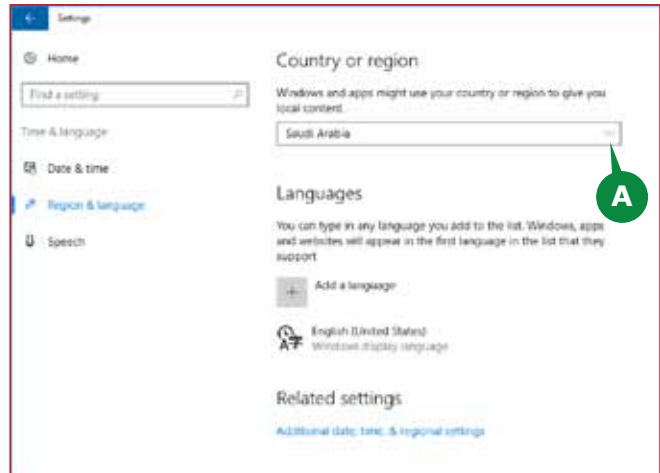 Settings
Home
Find a setting
Time & language
Date & time
Region & language
Speech
Country or region
Windows and apps might use your country or region to give you
local content
Saudi Arabia
A
Languages
You can type in any language you add to the list. Windows, apps
and websites will appear in the first language in the list that they
support
Add a language
English (United States)
Windows display language
Related settings
Additional date, time, & regional settings